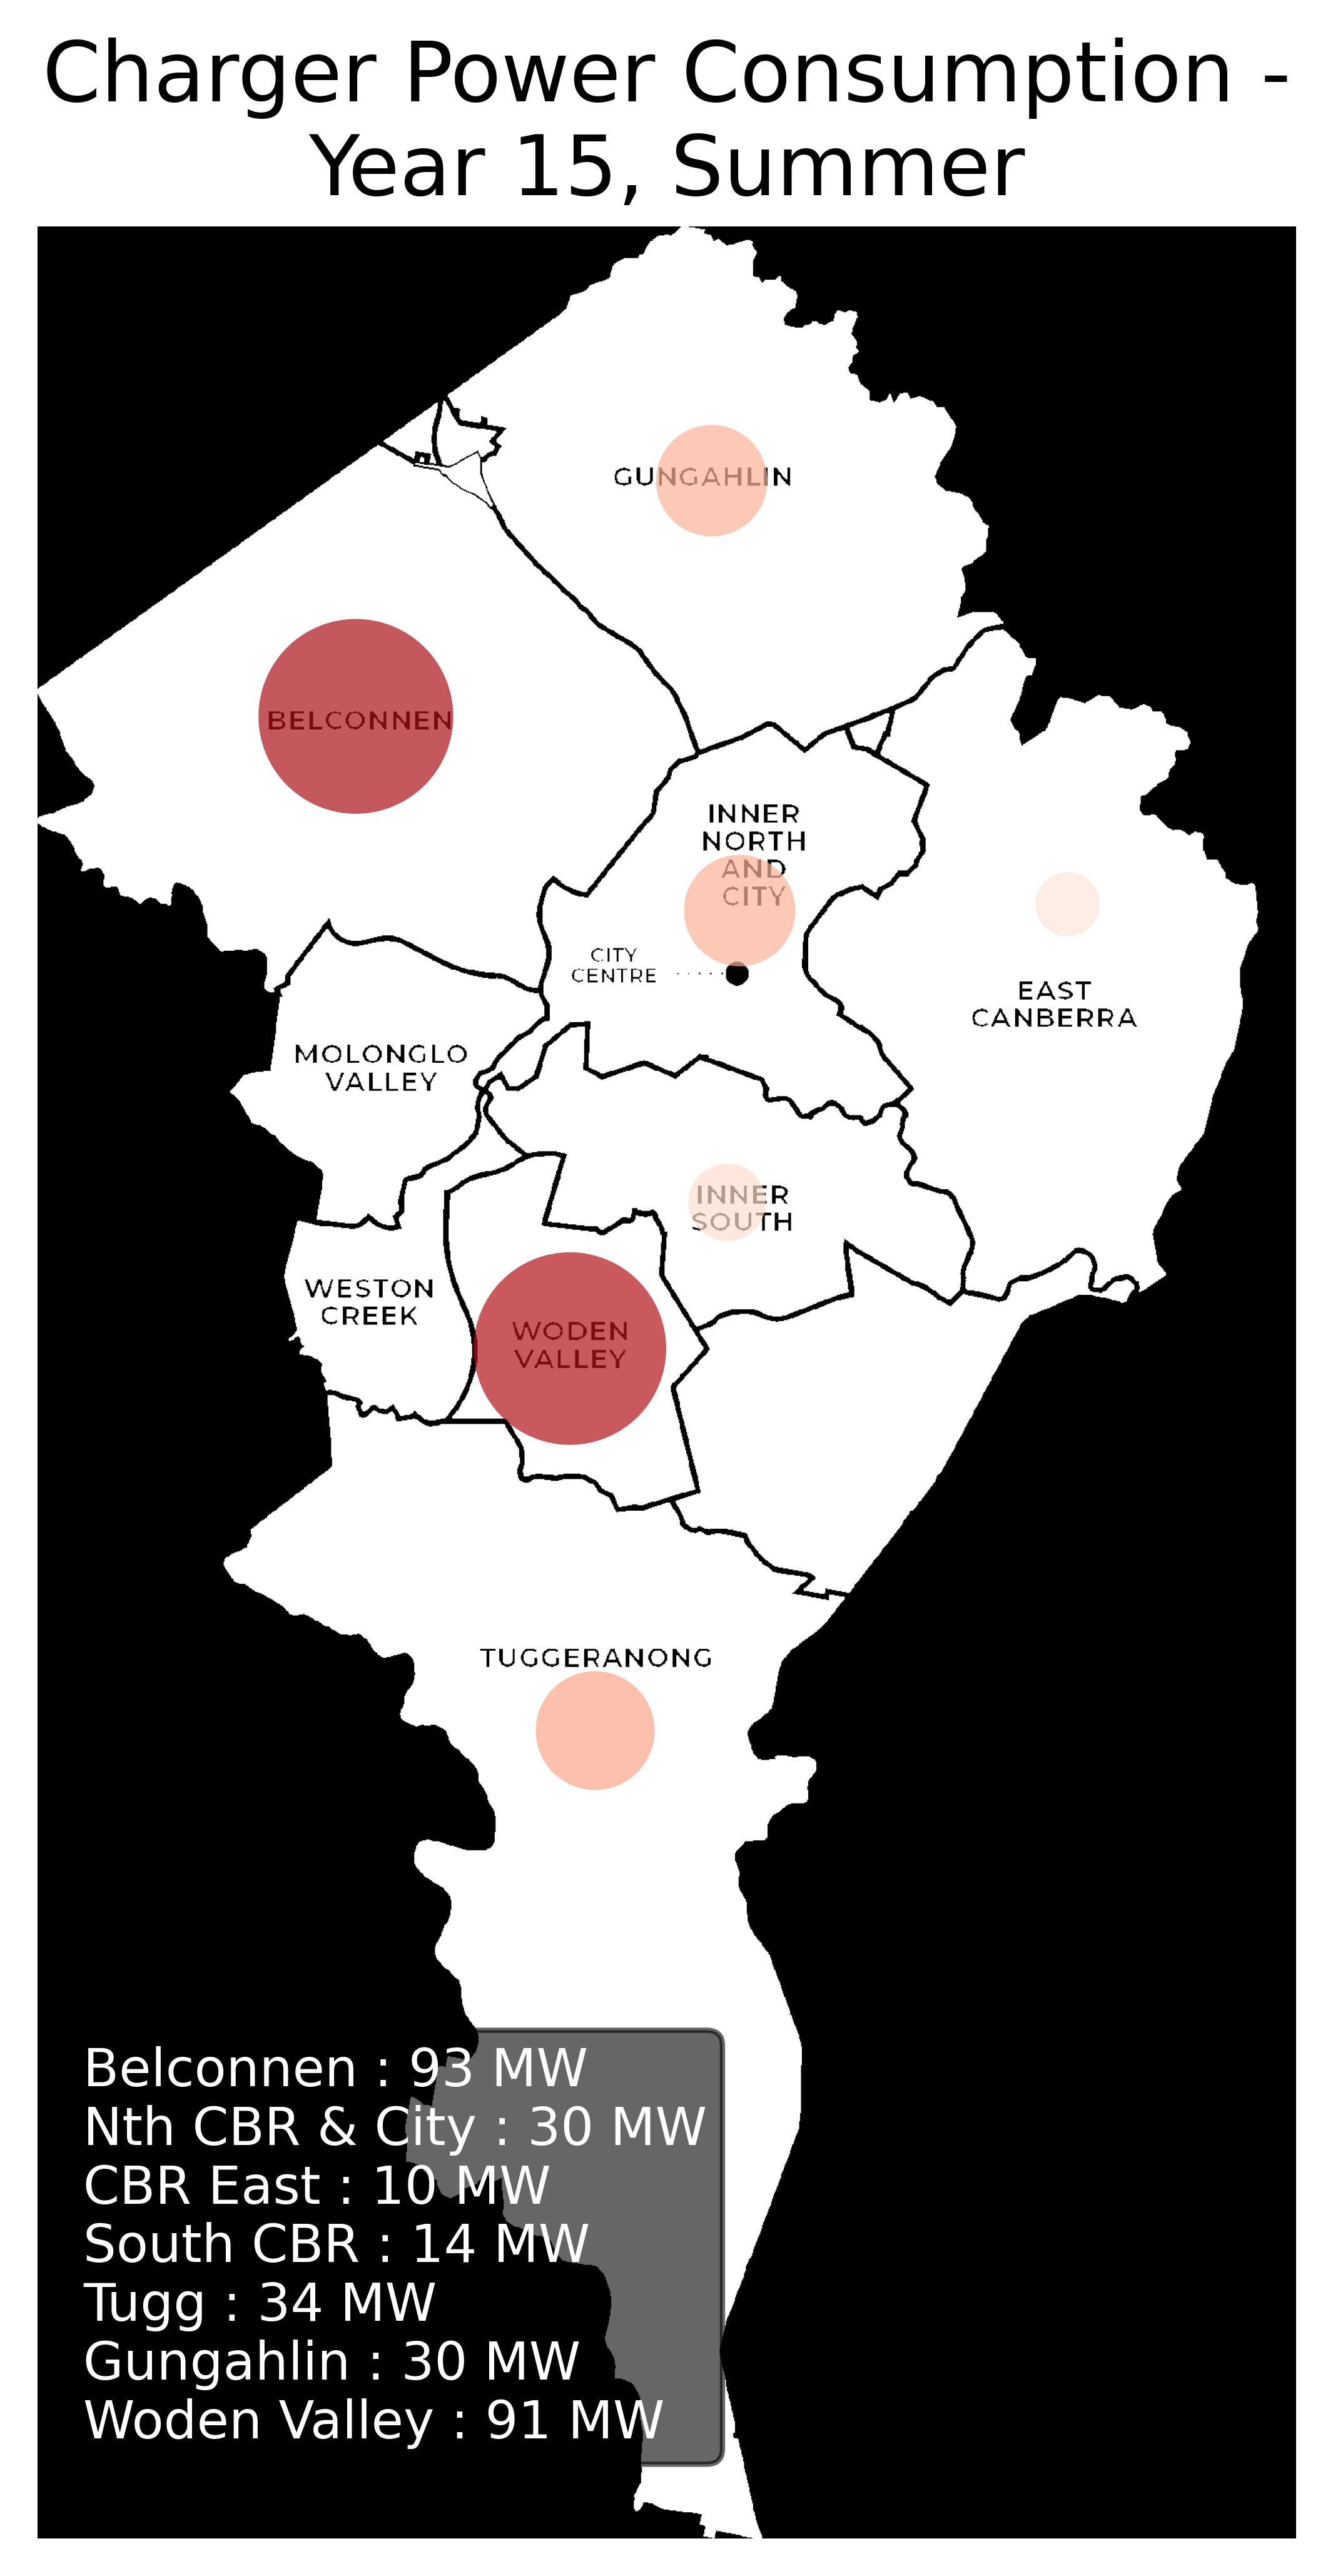 Charger Power Consumption -
Year 15, Summer
GUNGAHLIN
BELCONNEN
INNER
NORTH
AND
CITY
CITY
CENTRE
EAST
CANBERRA
MOLONGLO
VALLEY
INNER
SOUTH
WESTON
CREEK
WODEN
VALLEY
TUGGERANONG
Belconnen : 93 MW
Nth CBR & City : 30 MW
CBR East : 10 MW
South CBR : 14 MW
Tugg : 34 MW
Gungahlin : 30 MW
Woden Valley : 91 MW